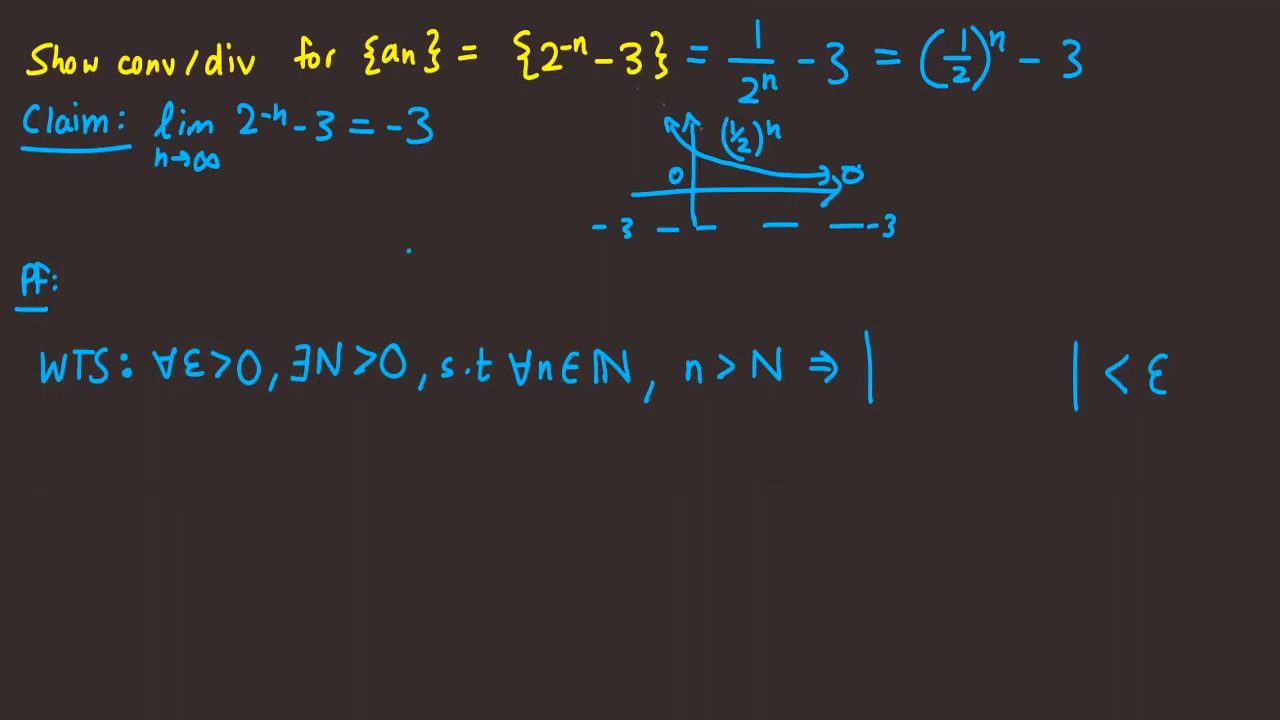 Show conv/div for {an} = {2⁻ⁿ - 3} = 1/2ⁿ - 3 = (1/2)ⁿ - 3
Claim: lim n→∞ 2⁻ⁿ - 3 = -3
(1/2)ⁿ
0 0
-3 -3
PF:
WTS: ∀ε>0, ∃N>0, s.t ∀n∈ℕ, n > N ⇒ | | < ε